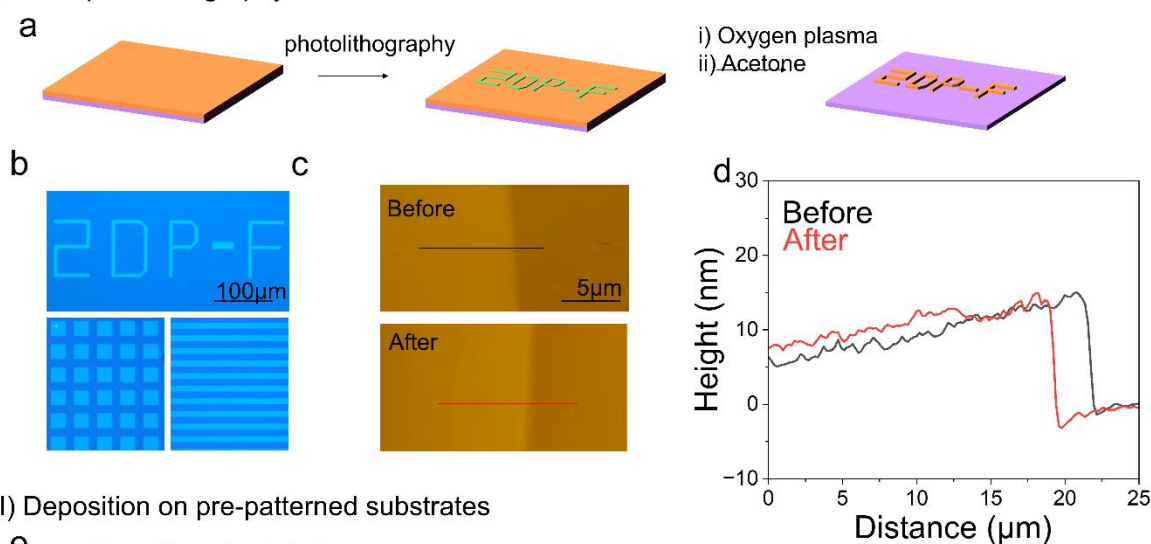 a
photolithography
i) Oxygen plasma
ii) Acetone
2DP-F
2DP-F
b
c
d
2DP-F
100µm
Before
5µm
After
30
20
10
0
−10
Before
After
Height (nm)
0
5
10
15
20
25
Distance (µm)
I) Deposition on pre-patterned substrates